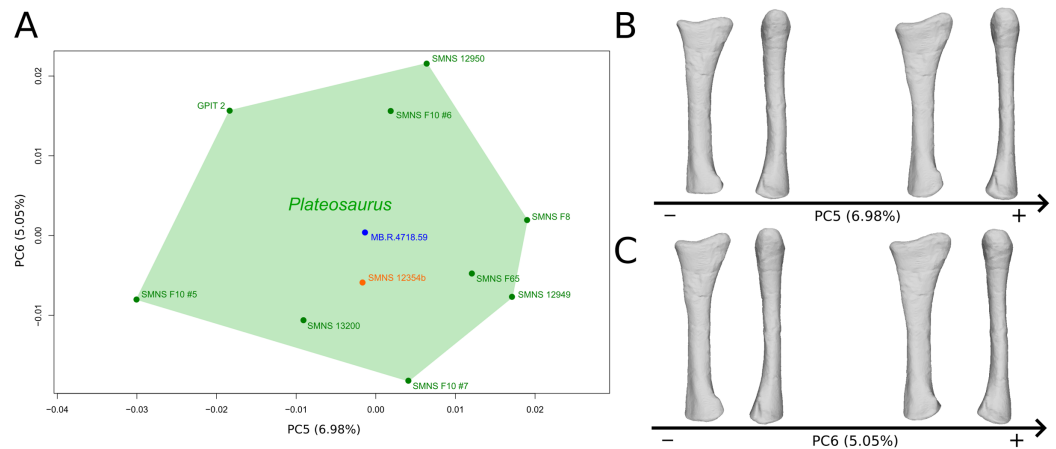 A
B
C
SMNS 12950
GPIT 2
SMNS F10 #6
Plateosaurus
SMNS F8
MB.R.4718.59
SMNS F65
SMNS 12354b
SMNS F10 #5
SMNS 12949
SMNS 13200
SMNS F10 #7
0.02
0.01
0.00
−0.01
PC6 (5.05%)
−0.04
−0.03
−0.02
−0.01
0.00
0.01
0.02
PC5 (6.98%)
−
PC5 (6.98%)
+
−
PC6 (5.05%)
+